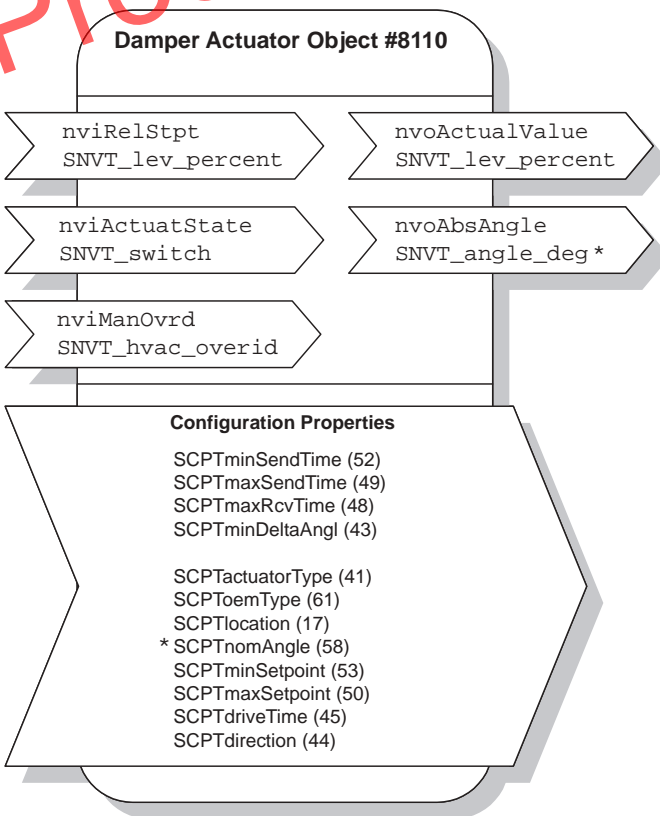 Damper Actuator Object #8110
nviRelStpt
SNVT_lev_percent
nvoActualValue
SNVT_lev_percent
nviActuatState
SNVT_switch
nvoAbsAngle
SNVT_angle_deg *
nviManOvrd
SNVT_hvac_overid
Configuration Properties
SCPTminSendTime (52)
SCPTmaxSendTime (49)
SCPTmaxRcvTime (48)
SCPTminDeltaAngl (43)
SCPTactuatorType (41)
SCPToemType (61)
SCPTlocation (17)
* SCPTnomAngle (58)
SCPTminSetpoint (53)
SCPTmaxSetpoint (50)
SCPTdriveTime (45)
SCPTdirection (44)